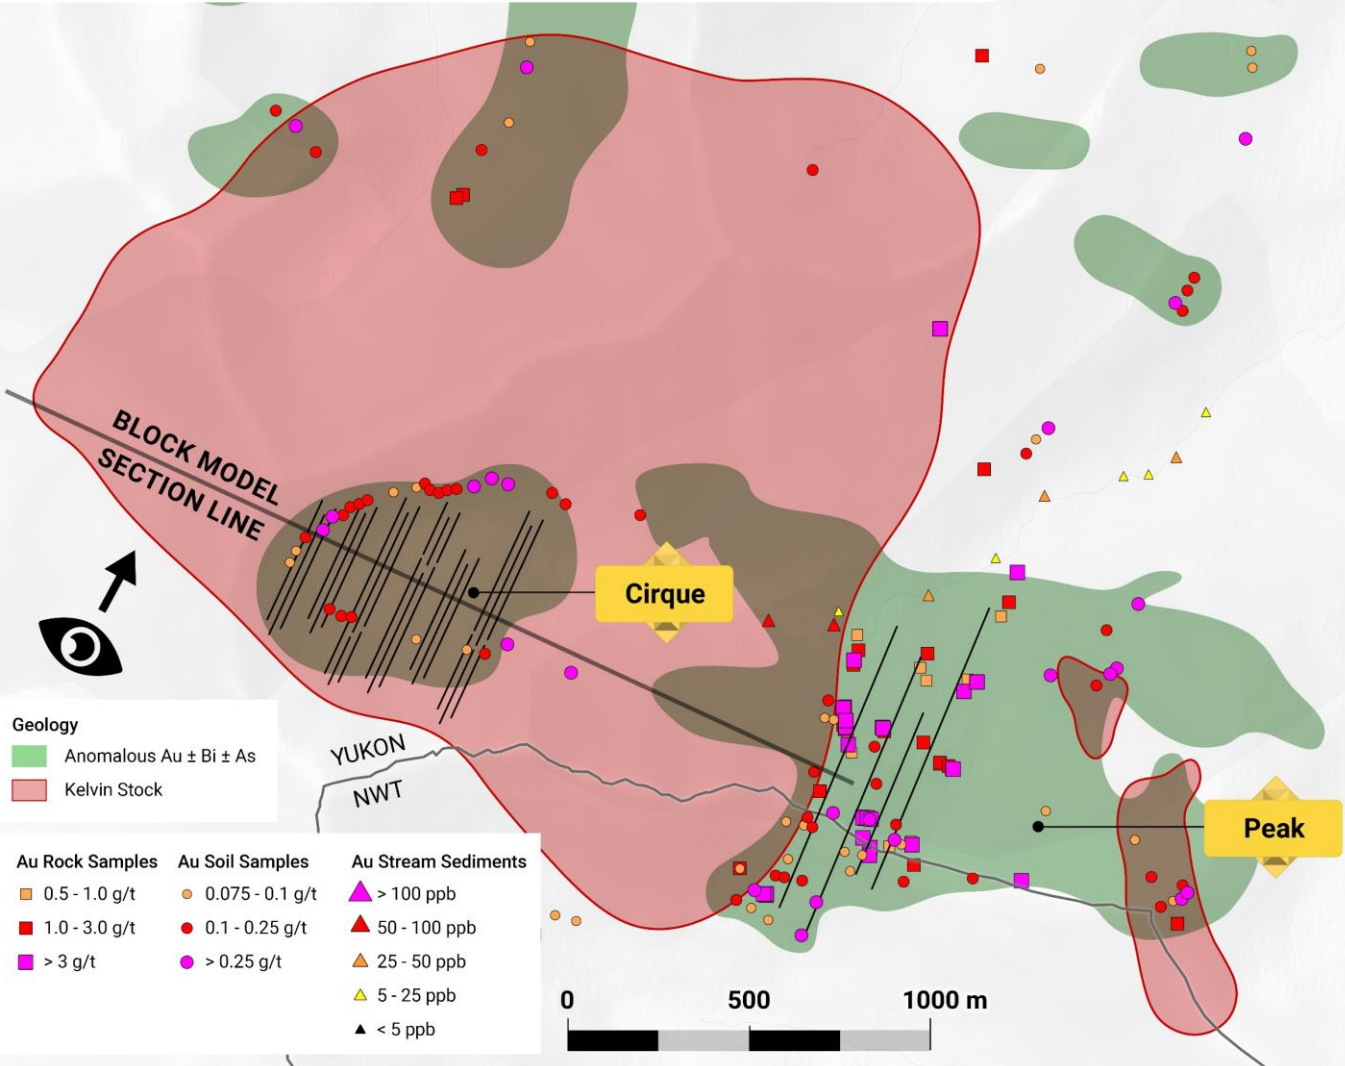 BLOCK MODEL
SECTION LINE
Cirque
Geology
Anomalous Au ± Bi ± As
Kelvin Stock
YUKON
NWT
Peak
Au Rock Samples
0.5 - 1.0 g/t
1.0 - 3.0 g/t
> 3 g/t
Au Soil Samples
0.075 - 0.1 g/t
0.1 - 0.25 g/t
> 0.25 g/t
Au Stream Sediments
> 100 ppb
50 - 100 ppb
25 - 50 ppb
5 - 25 ppb
< 5 ppb
0 500 1000 m